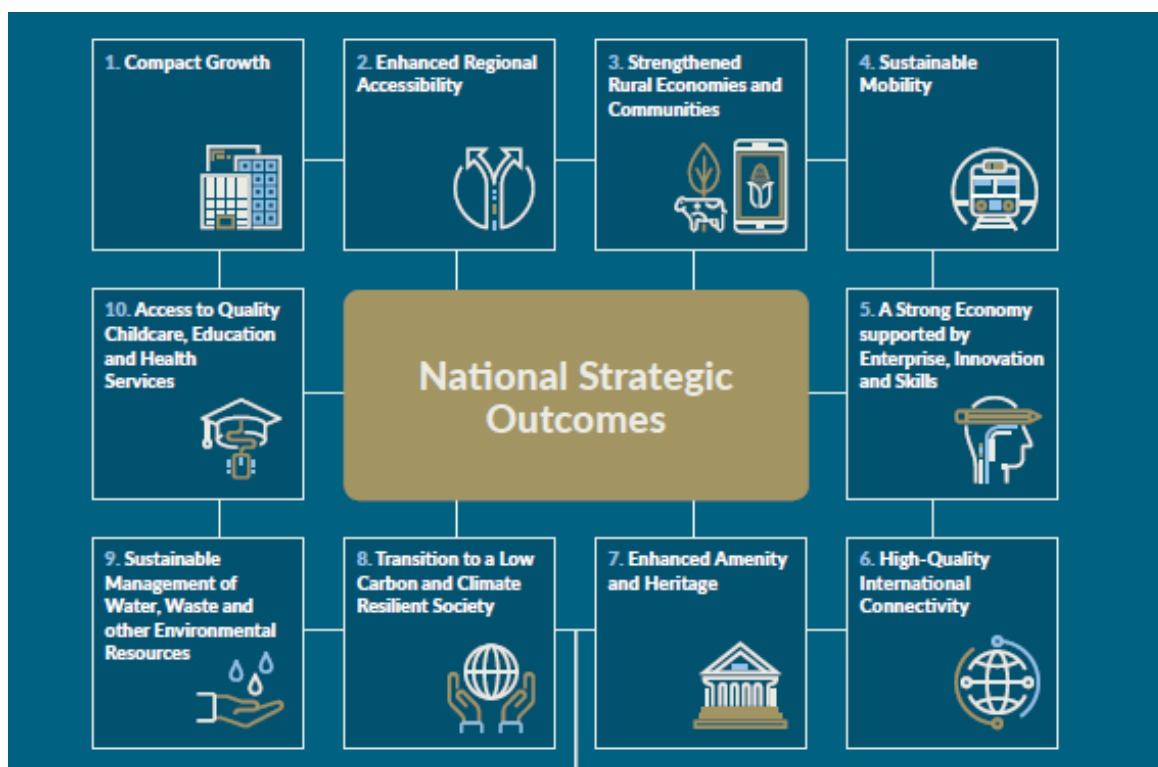 1. Compact Growth
2. Enhanced Regional
Accessibility
3. Strengthened
Rural Economies and
Communities
4. Sustainable
Mobility
10. Access to Quality
Childcare, Education
and Health
Services
National Strategic
Outcomes
5. A Strong Economy
supported by
Enterprise, Innovation
and Skills
9. Sustainable
Management of
Water, Waste and
other Environmental
Resources
8. Transition to a Low
Carbon and Climate
Resilient Society
7. Enhanced Amenity
and Heritage
6. High-Quality
International
Connectivity